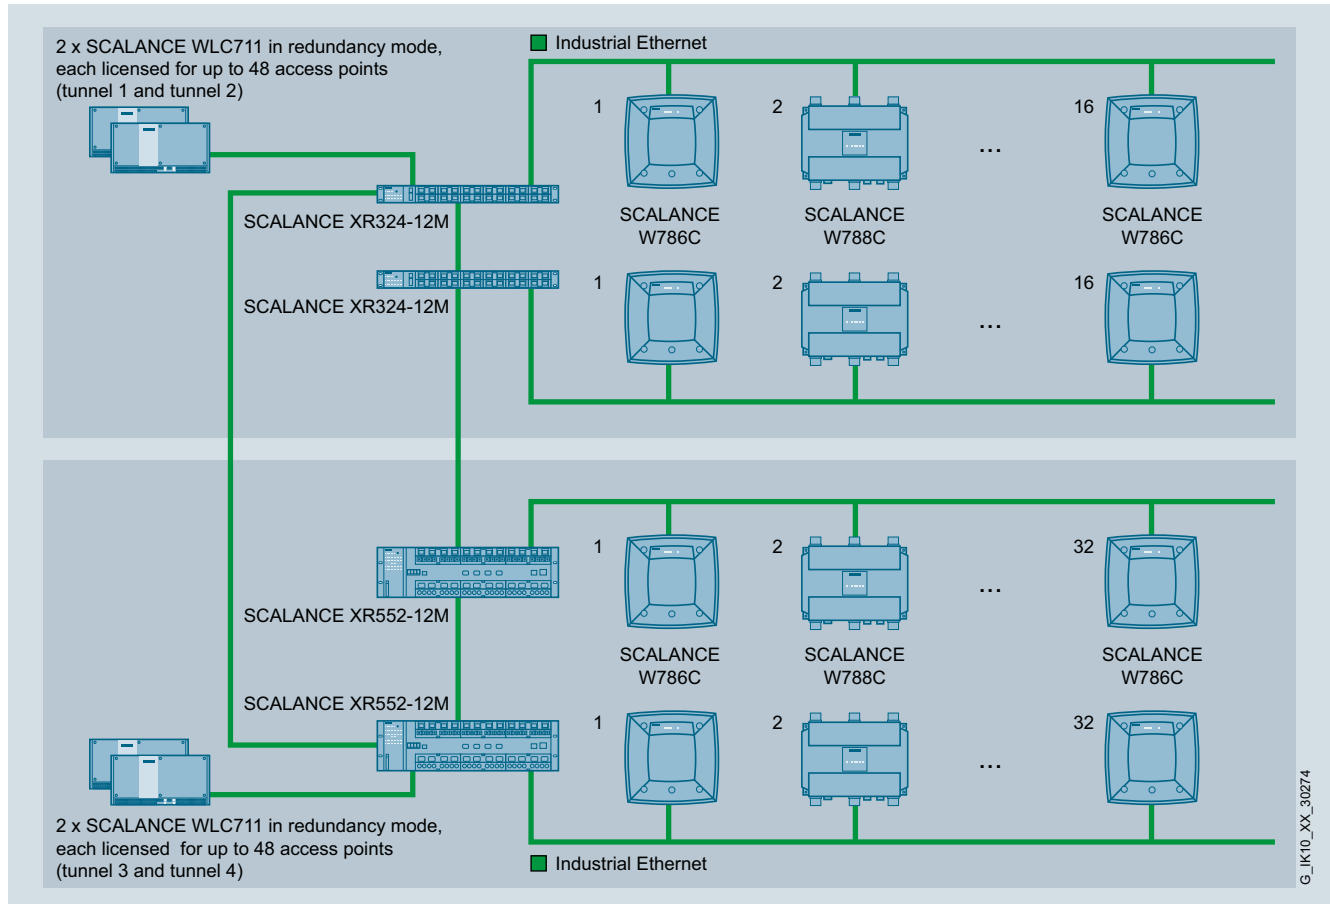 2 x SCALANCE WLC711 in redundancy mode,
each licensed for up to 48 access points
(tunnel 1 and tunnel 2)
Industrial Ethernet
1
2
16
...
SCALANCE XR324-12M
SCALANCE
W786C
SCALANCE
W788C
SCALANCE
W786C
SCALANCE XR324-12M
1
2
16
...
1
2
32
...
SCALANCE XR552-12M
SCALANCE
W786C
SCALANCE
W788C
SCALANCE
W786C
SCALANCE XR552-12M
1
2
32
...
2 x SCALANCE WLC711 in redundancy mode,
each licensed  for up to 48 access points
(tunnel 3 and tunnel 4)
Industrial Ethernet
G_IK10_XX_30274